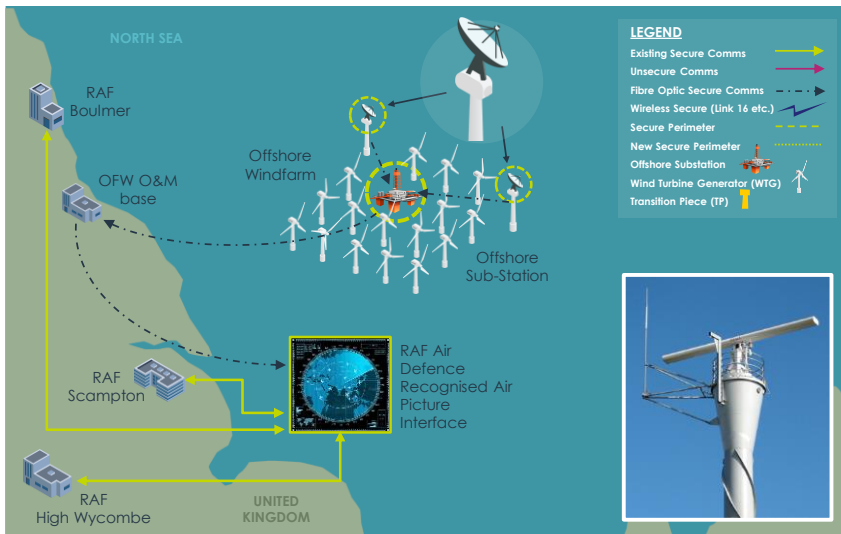 NORTH SEA
RAF
Boulmer
OFW O&M
base
Offshore
Windfarm
Offshore
Sub-Station
RAF
Scampton
RAF Air
Defence
Recognised Air
Picture
Interface
RAF
High Wycombe
UNITED
KINGDOM
LEGEND
Existing Secure Comms
Unsecure Comms
Fibre Optic Secure Comms
Wireless Secure (Link 16 etc.)
Secure Perimeter
New Secure Perimeter
Offshore Substation
Wind Turbine Generator (WTG)
Transition Piece (TP)